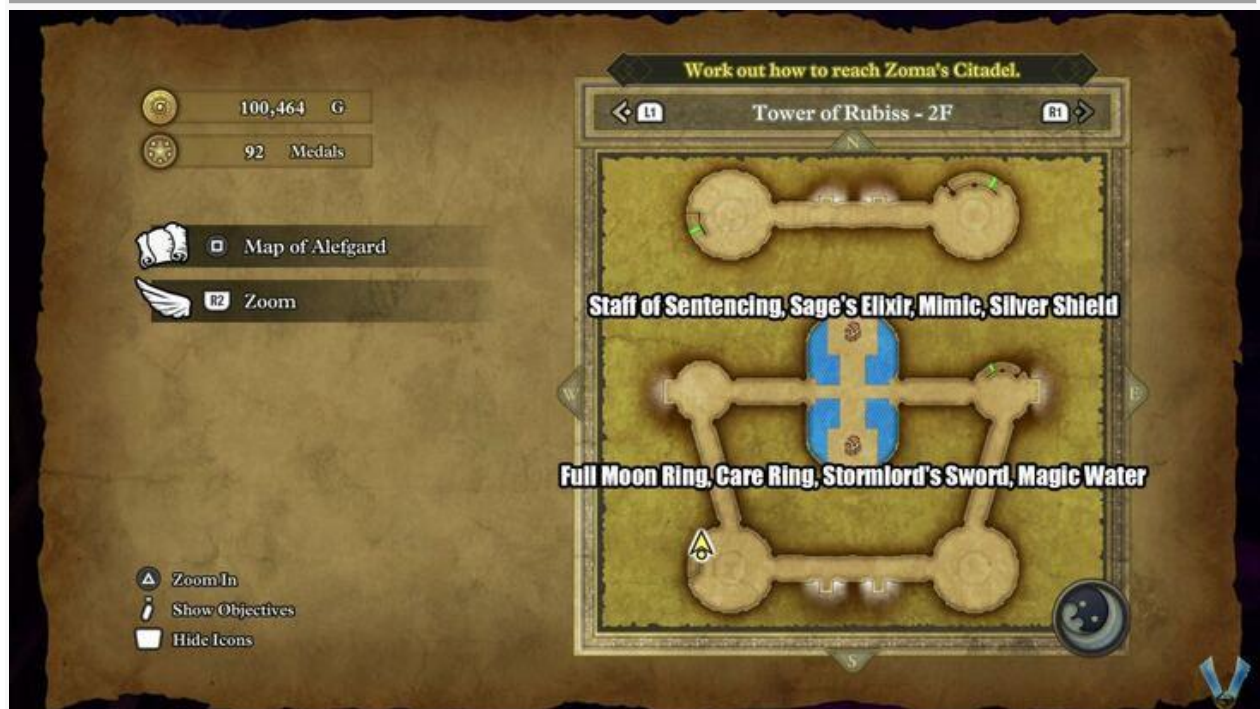 Work out how to reach Zoma's Citadel.
L1 Tower of Rubiss - 2F R1
100,464 G
92 Medals
Map of Alefgard
R2 Zoom
N
W
E
S
Staff of Sentencing, Sage's Elixir, Mimic, Silver Shield
Full Moon Ring, Care Ring, Stormlord's Sword, Magic Water
Zoom In
Show Objectives
Hide Icons